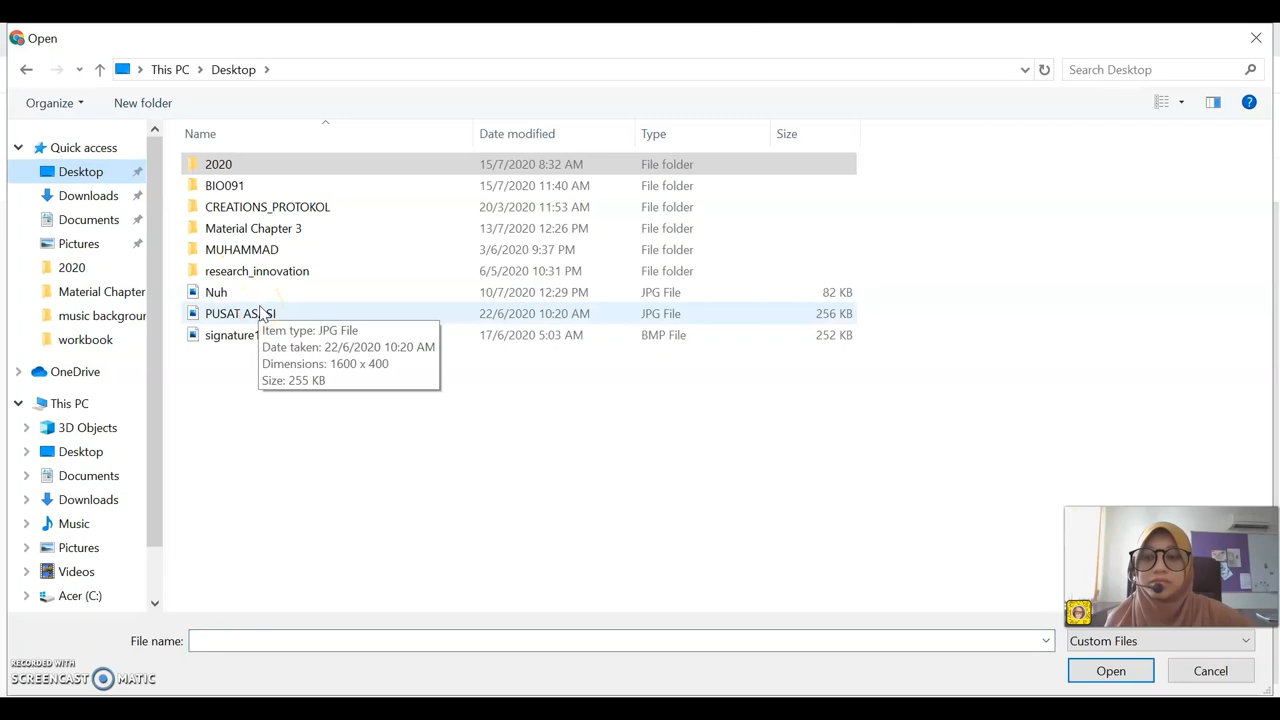 Open
This PC Desktop Search Desktop
Organize New folder
Name Date modified Type Size
Quick access
Desktop
Downloads
Documents
Pictures
2020
Material Chapter
music backgroun
workbook
OneDrive
This PC
3D Objects
Desktop
Documents
Downloads
Music
Pictures
Videos
Acer (C:)
2020 15/7/2020 8:32 AM File folder
BIO091 15/7/2020 11:40 AM File folder
CREATIONS_PROTOKOL 20/3/2020 11:53 AM File folder
Material Chapter 3 13/7/2020 12:26 PM File folder
MUHAMMAD 3/6/2020 9:37 PM File folder
research_innovation 6/5/2020 10:31 PM File folder
Nuh 10/7/2020 12:29 PM JPG File 82 KB
PUSAT 22/6/2020 10:20 AM JPG File 256 KB
signature1 17/6/2020 5:03 AM BMP File 252 KB
Item type: JPG File
Date taken: 22/6/2020 10:20 AM
Dimensions: 1600 x 400
Size: 255 KB
File name: Custom Files
Open Cancel
RECORDED WITH
SCREENCAST MATIC